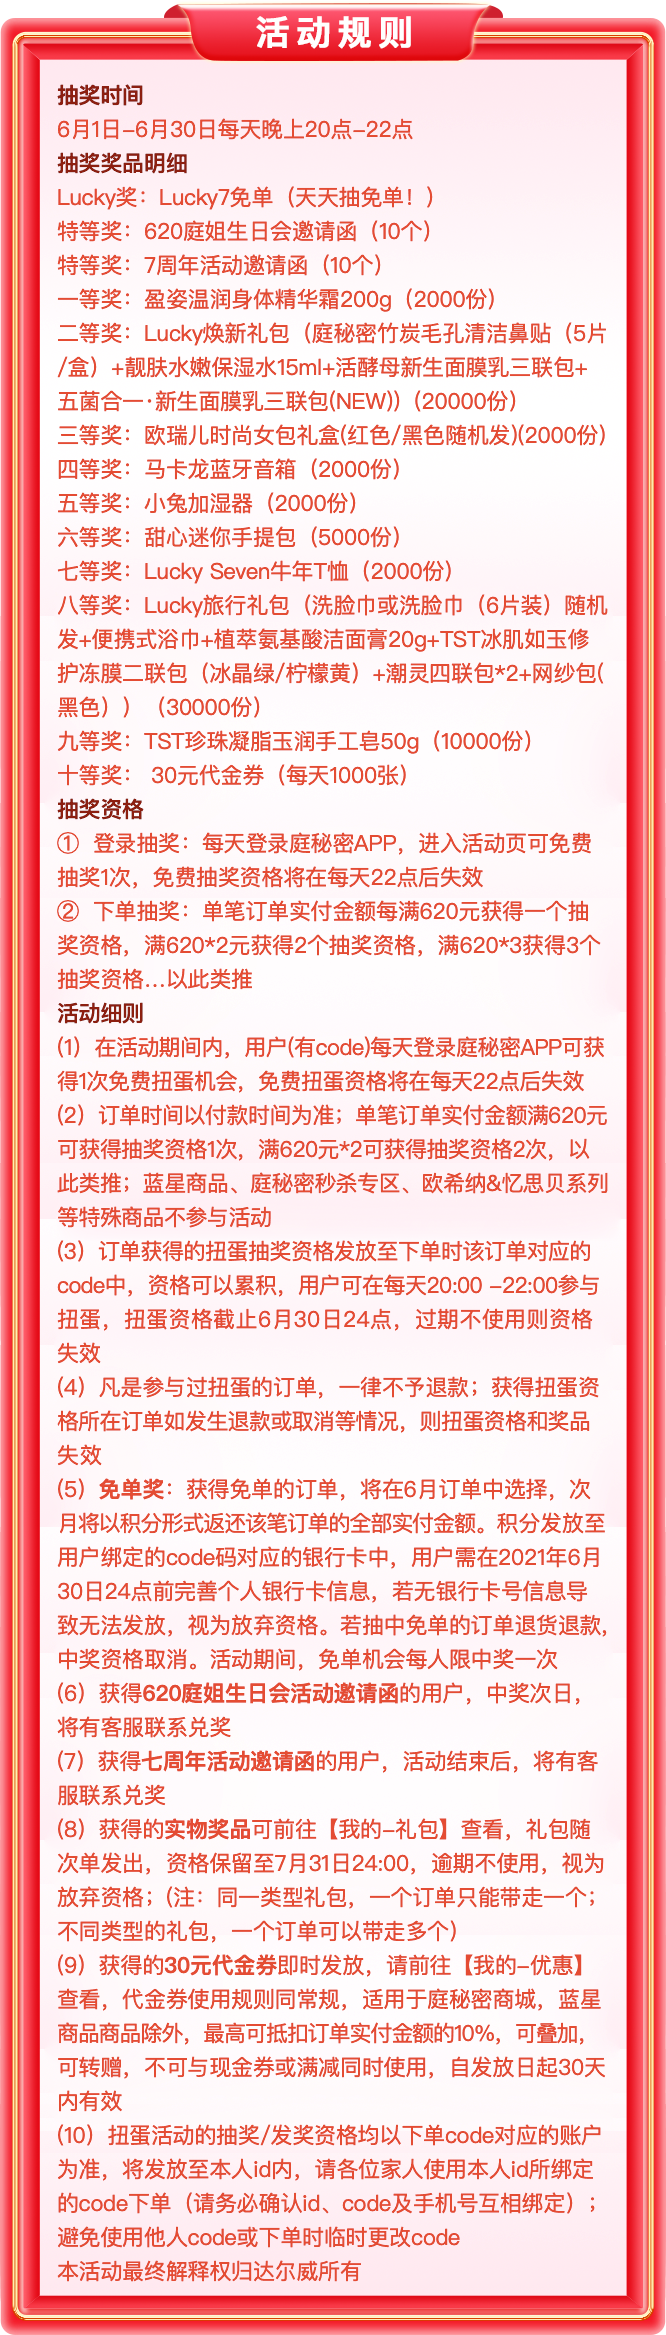 活动规则
抽奖时间
6月1日-6月30日每天晚上20点-22点
抽奖奖品明细
Lucky奖：Lucky7免单（天天抽免单！）
特等奖：620庭姐生日会邀请函（10个）
特等奖：7周年活动邀请函（10个）
一等奖：盈姿温润身体精华霜200g（2000份）
二等奖：Lucky焕新礼包（庭秘密竹炭毛孔清洁鼻贴（5片
/盒）+靓肤水嫩保湿水15ml+活酵母新生面膜乳三联包+
五菌合一·新生面膜乳三联包(NEW)）（20000份）
三等奖：欧瑞儿时尚女包礼盒(红色/黑色随机发)(2000份）
四等奖：马卡龙蓝牙音箱（2000份）
五等奖：小兔加湿器（2000份）
六等奖：甜心迷你手提包（5000份）
七等奖：Lucky Seven牛年T恤（2000份）
八等奖：Lucky旅行礼包（洗脸巾或洗脸巾（6片装）随机
发+便携式浴巾+植萃氨基酸洁面膏20g+TST冰肌如玉修
护冻膜二联包（冰晶绿/柠檬黄）+潮灵四联包*2+网纱包(
黑色））（30000份）
九等奖：TST珍珠凝脂玉润手工皂50g（10000份）
十等奖： 30元代金券（每天1000张）
抽奖资格
① 登录抽奖：每天登录庭秘密APP，进入活动页可免费
抽奖1次，免费抽奖资格将在每天22点后失效
② 下单抽奖：单笔订单实付金额每满620元获得一个抽
奖资格，满620*2元获得2个抽奖资格，满620*3获得3个
抽奖资格...以此类推
活动细则
(1）在活动期间内，用户(有code)每天登录庭秘密APP可获
得1次免费扭蛋机会，免费扭蛋资格将在每天22点后失效
(2）订单时间以付款时间为准；单笔订单实付金额满620元
可获得抽奖资格1次，满620元*2可获得抽奖资格2次，以
此类推；蓝星商品、庭秘密秒杀专区、欧希纳&忆思贝系列
等特殊商品不参与活动
(3）订单获得的扭蛋抽奖资格发放至下单时该订单对应的
code中，资格可以累积，用户可在每天20:00 -22:00参与
扭蛋，扭蛋资格截止6月30日24点，过期不使用则资格
失效
(4）凡是参与过扭蛋的订单，一律不予退款；获得扭蛋资
格所在订单如发生退款或取消等情况，则扭蛋资格和奖品
失效
(5）免单奖：获得免单的订单，将在6月订单中选择，次
月将以积分形式返还该笔订单的全部实付金额。积分发放至
用户绑定的code码对应的银行卡中，用户需在2021年6月
30日24点前完善个人银行卡信息，若无银行卡号信息导
致无法发放，视为放弃资格。若抽中免单的订单退货退款，
中奖资格取消。活动期间，免单机会每人限中奖一次
(6）获得620庭姐生日会活动邀请函的用户，中奖次日，
将有客服联系兑奖
(7）获得七周年活动邀请函的用户，活动结束后，将有客
服联系兑奖
(8）获得的实物奖品可前往【我的-礼包】查看，礼包随
次单发出，资格保留至7月31日24:00，逾期不使用，视为
放弃资格；(注：同一类型礼包，一个订单只能带走一个；
不同类型的礼包，一个订单可以带走多个）
(9）获得的30元代金券即时发放，请前往【我的-优惠】
查看，代金券使用规则同常规，适用于庭秘密商城，蓝星
商品商品除外，最高可抵扣订单实付金额的10%，可叠加，
可转赠，不可与现金券或满减同时使用，自发放日起30天
内有效
(10）扭蛋活动的抽奖/发奖资格均以下单code对应的账户
为准，将发放至本人id内，请各位家人使用本人id所绑定
的code下单（请务必确认id、code及手机号互相绑定）；
避免使用他人code或下单时临时更改code
本活动最终解释权归达尔威所有